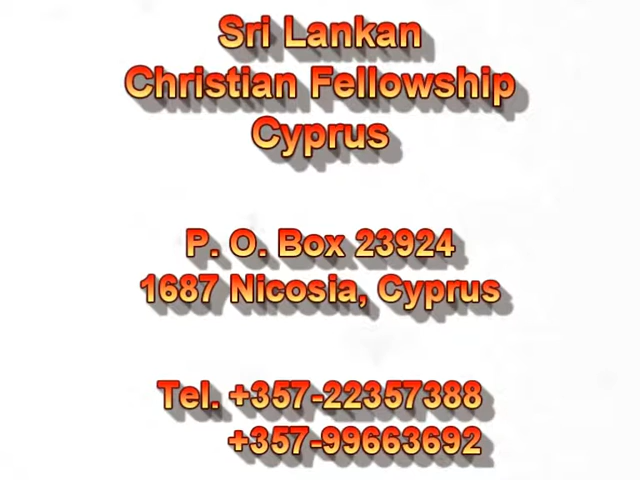 Sri Lankan
Christian Fellowship
Cyprus
P. O. Box 23924
1687 Nicosia, Cyprus
Tel. +357-22357388
+357-99663692